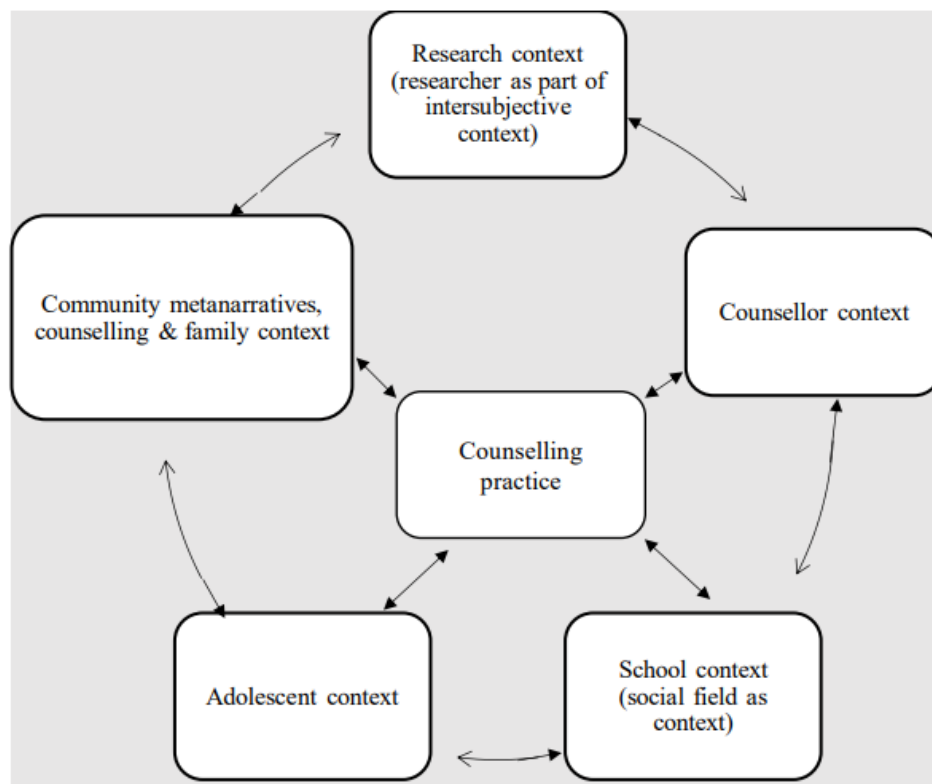 Research context
(researcher as part of
intersubjective
context)
Community metanarratives,
counselling & family context
Counsellor context
Counselling
practice
Adolescent context
School context
(social field as
context)